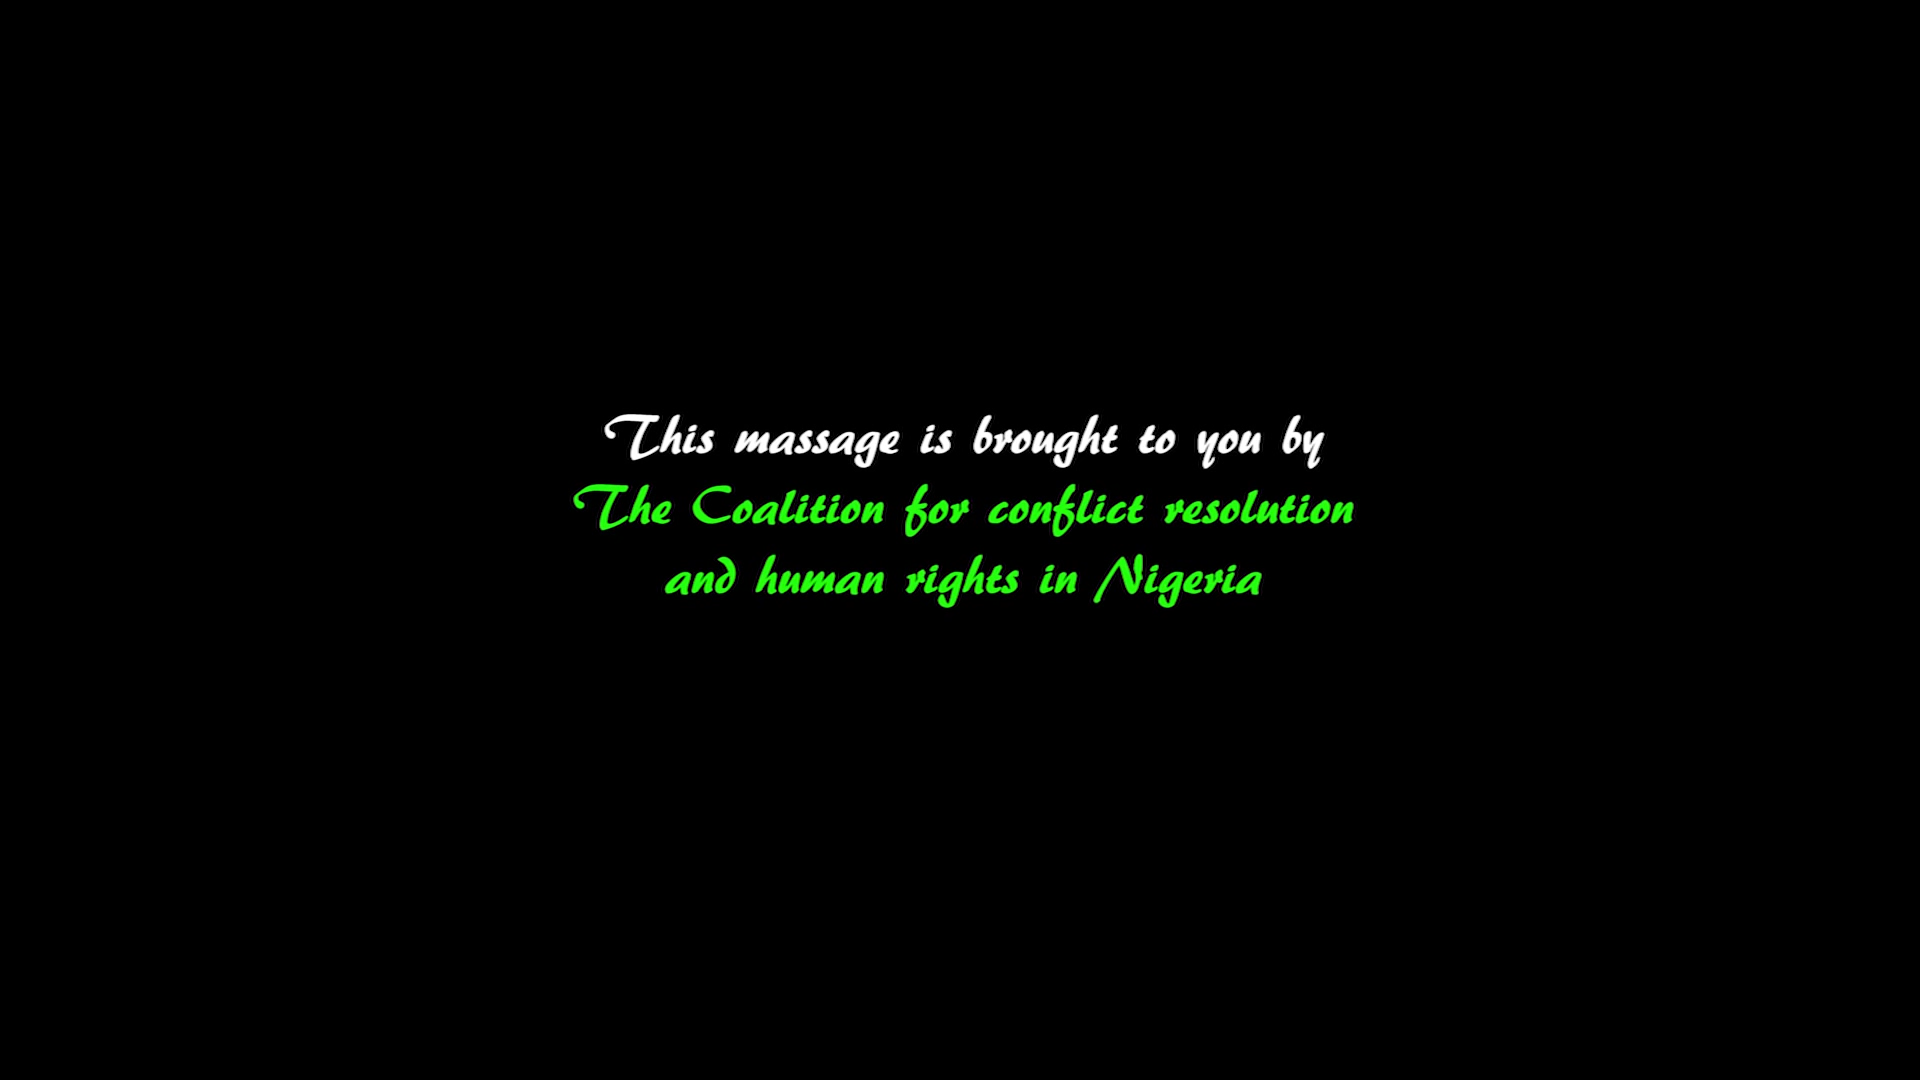 This massage is brought to you by
The Coalition for conflict resolution
and human rights in Nigeria